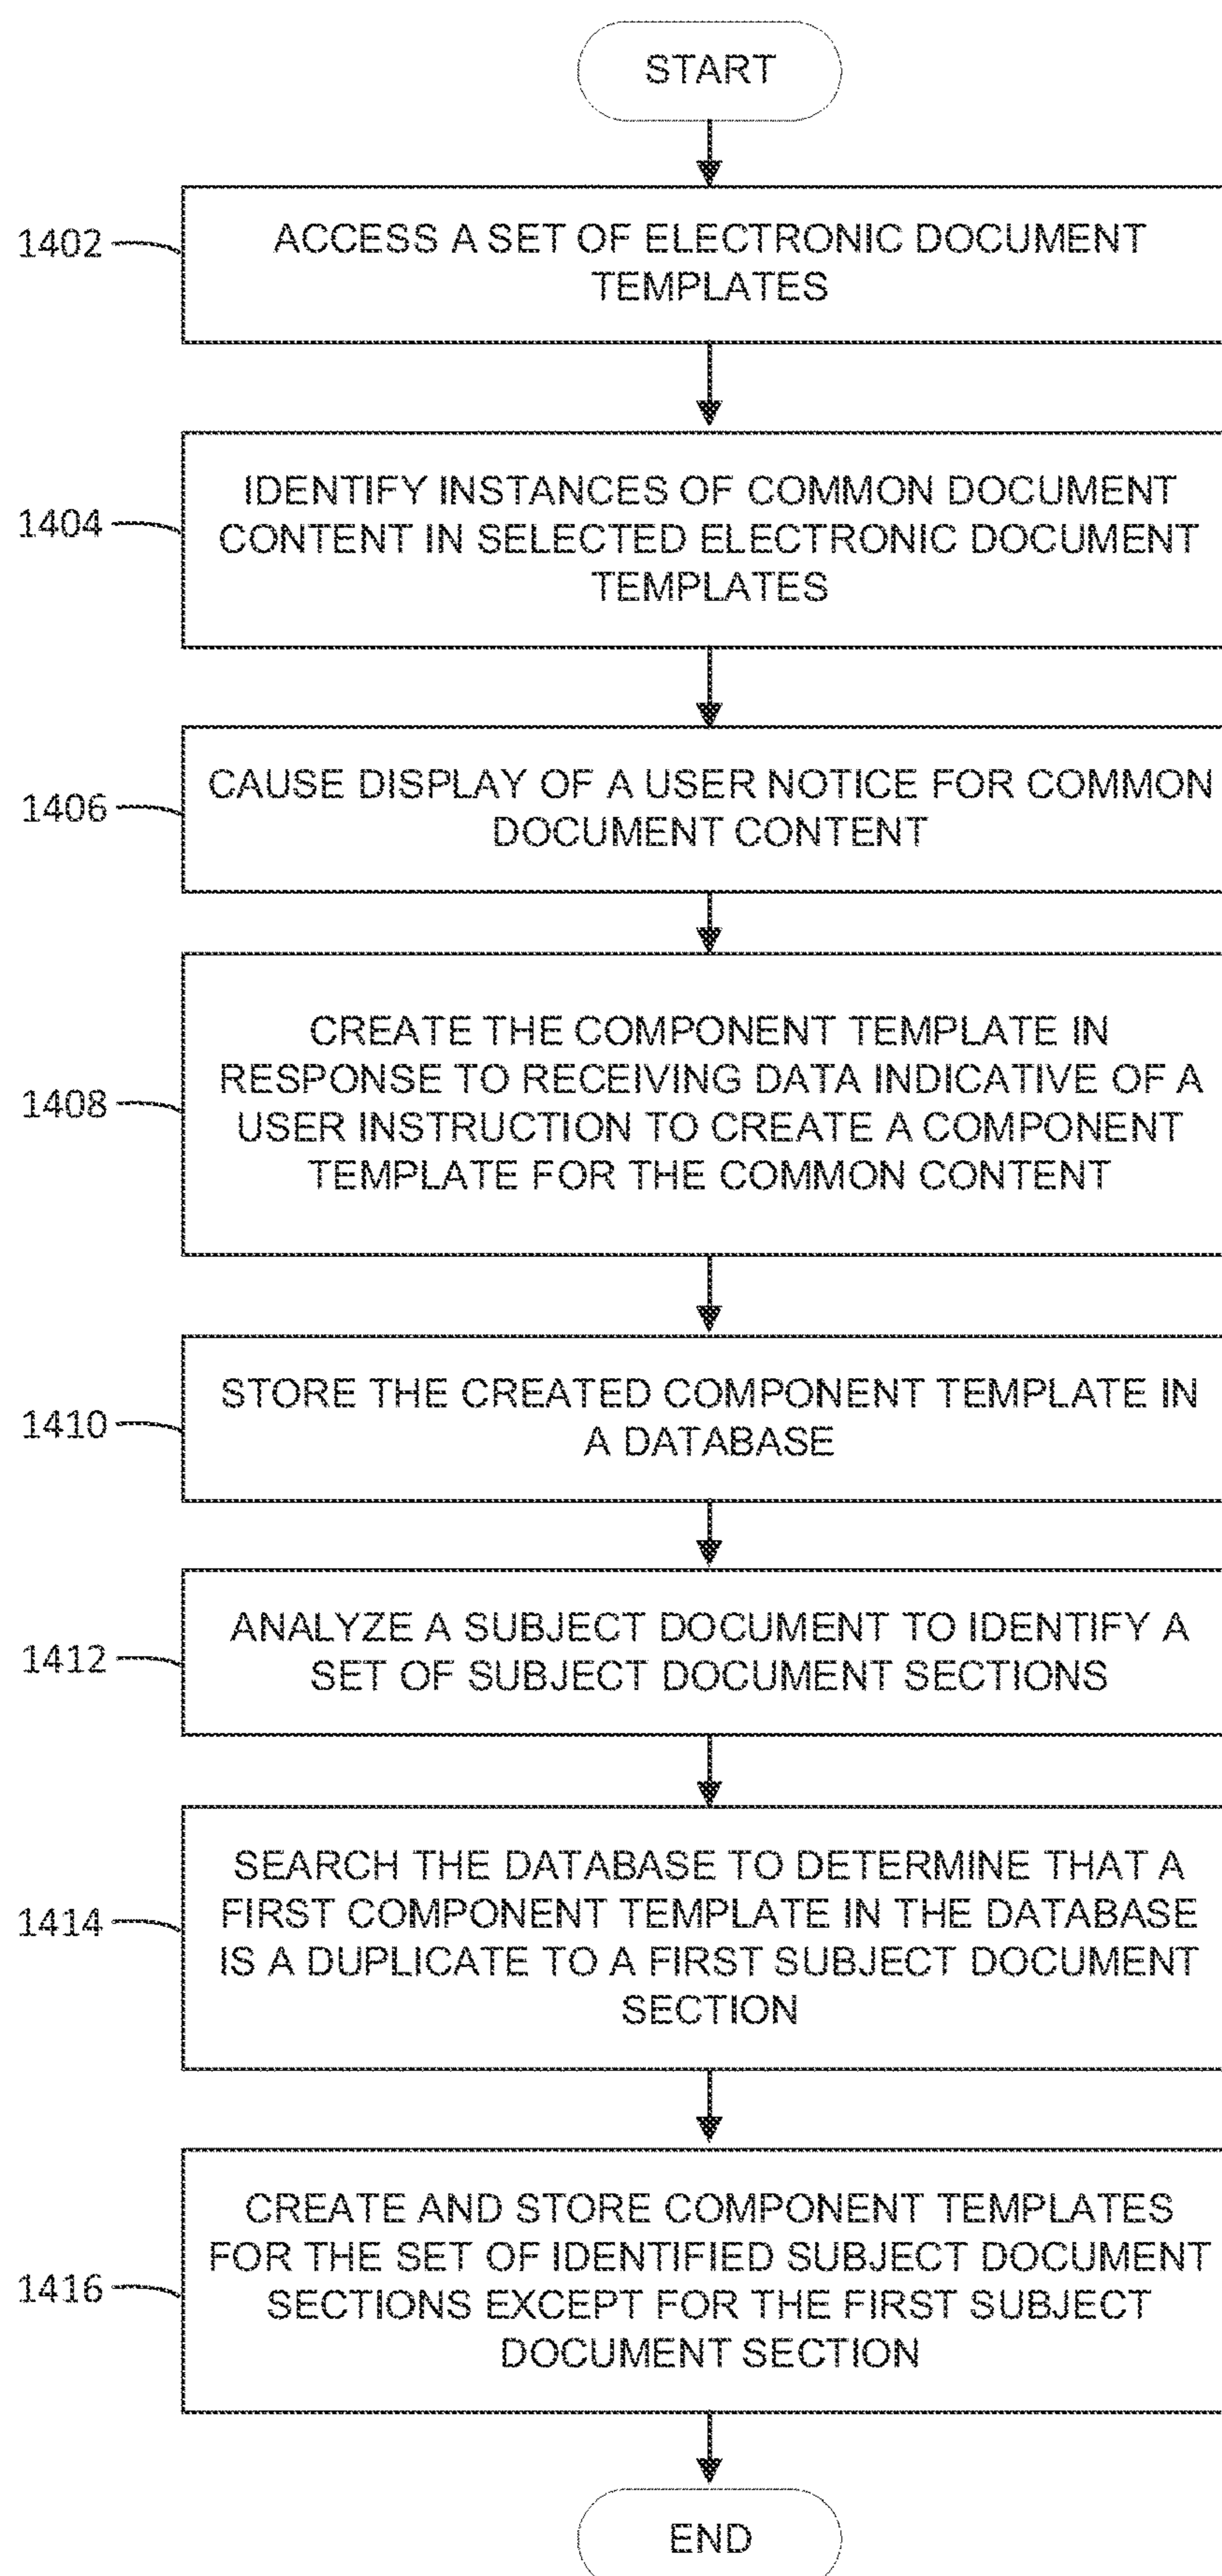 START
1402
ACCESS A SET OF ELECTRONIC DOCUMENT
TEMPLATES
1404
IDENTIFY INSTANCES OF COMMON DOCUMENT
CONTENT IN SELECTED ELECTRONIC DOCUMENT
TEMPLATES
1406
CAUSE DISPLAY OF A USER NOTICE FOR COMMON
DOCUMENT CONTENT
1408
CREATE THE COMPONENT TEMPLATE IN
RESPONSE TO RECEIVING DATA INDICATIVE OF A
USER INSTRUCTION TO CREATE A COMPONENT
TEMPLATE FOR THE COMMON CONTENT
1410
STORE THE CREATED COMPONENT TEMPLATE IN
A DATABASE
1412
ANALYZE A SUBJECT DOCUMENT TO IDENTIFY A
SET OF SUBJECT DOCUMENT SECTIONS
1414
SEARCH THE DATABASE TO DETERMINE THAT A
FIRST COMPONENT TEMPLATE IN THE DATABASE
IS A DUPLICATE TO A FIRST SUBJECT DOCUMENT
SECTION
1416
CREATE AND STORE COMPONENT TEMPLATES
FOR THE SET OF IDENTIFIED SUBJECT DOCUMENT
SECTIONS EXCEPT FOR THE FIRST SUBJECT
DOCUMENT SECTION
END